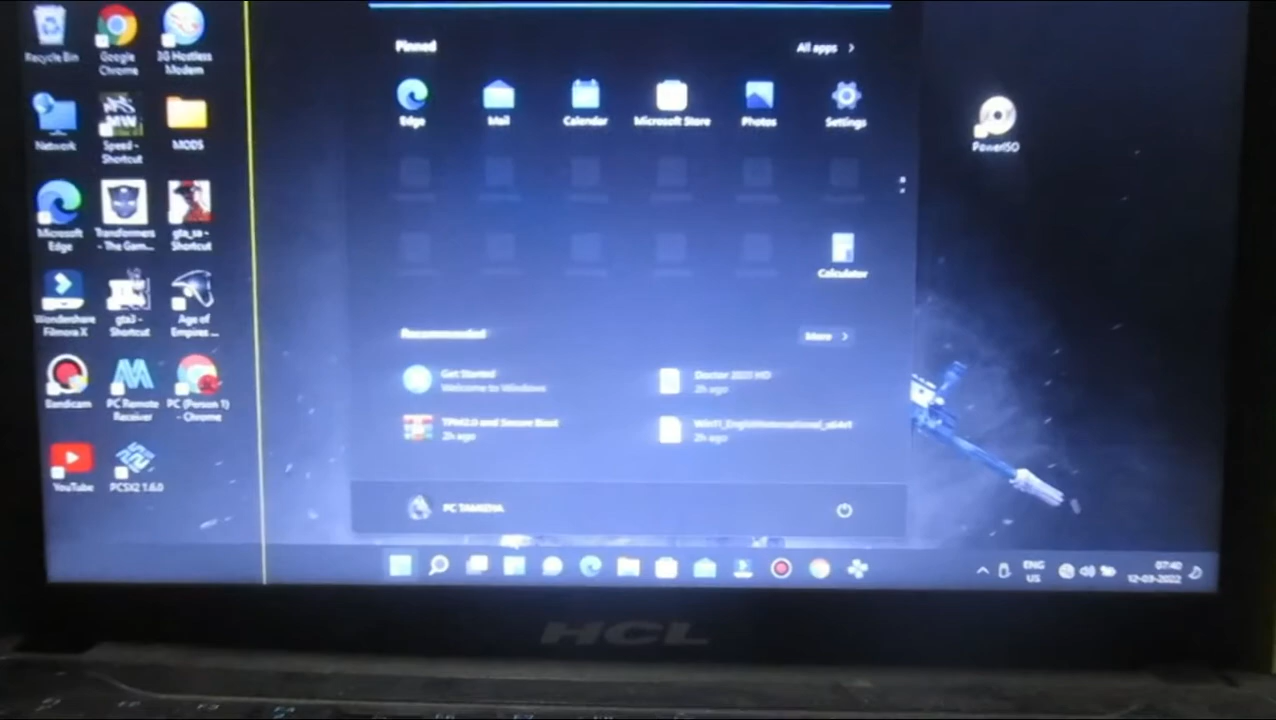 Recycle Bin
Google
Chrome
3G Hostless
Modem
Network
Speed -
Shortcut
MODS
Microsoft
Edge
Transformers
- The Gam...
gta_sa -
Shortcut
Wondershare
Filmora X
gta3 -
Shortcut
Age of
Empires ...
Bandicam
PC Remote
Receiver
PC (Person 1)
- Chrome
YouTube
PCSX2 1.6.0
Pinned
All apps
Edge
Mail
Calendar
Microsoft Store
Photos
Settings
Calculator
Recommended
More
Get Started
Welcome to Windows
Doctor 2021 HD
2h ago
TPM2.0 and Secure Boot
2h ago
Win11_EnglishInternational_x64v1
2h ago
PC TAMIZHA
PowerISO
ENG
US
07:40
12-03-2022
HCL